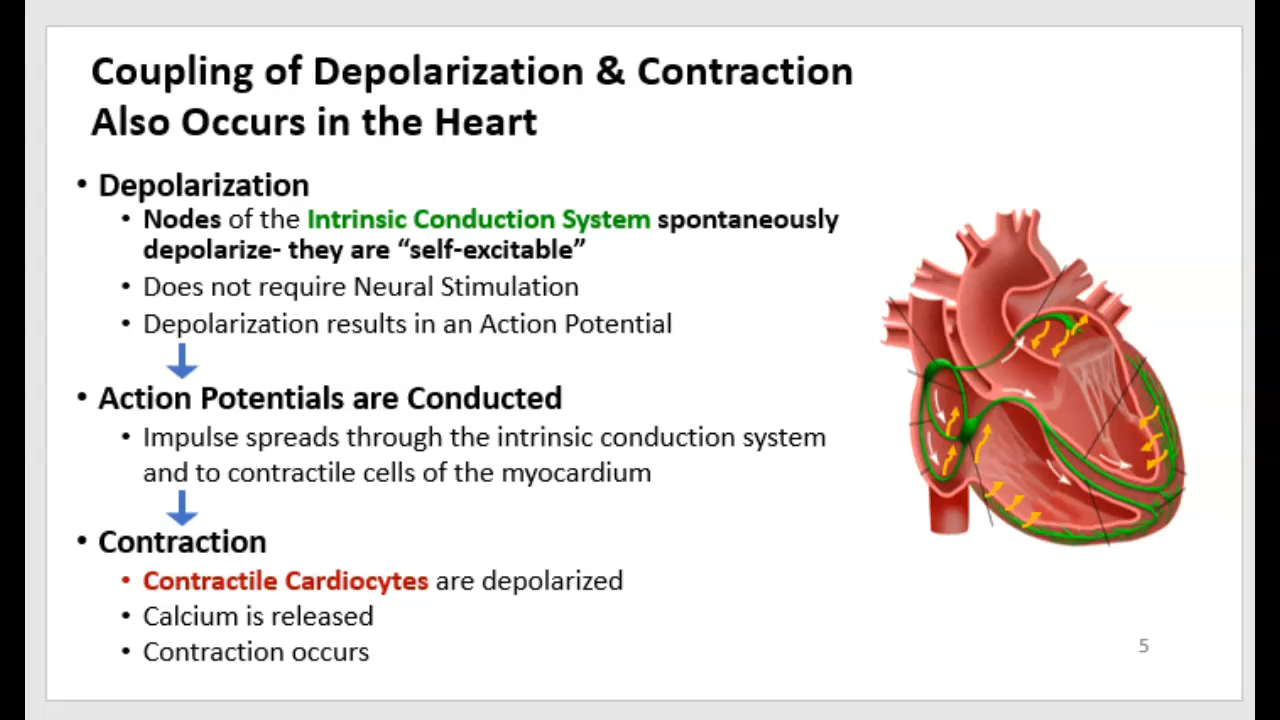 Coupling of Depolarization & Contraction
Also Occurs in the Heart
• Depolarization
• Nodes of the Intrinsic Conduction System spontaneously
depolarize- they are “self-excitable”
• Does not require Neural Stimulation
• Depolarization results in an Action Potential
• Action Potentials are Conducted
• Impulse spreads through the intrinsic conduction system
and to contractile cells of the myocardium
• Contraction
• Contractile Cardiocytes are depolarized
• Calcium is released
• Contraction occurs
5